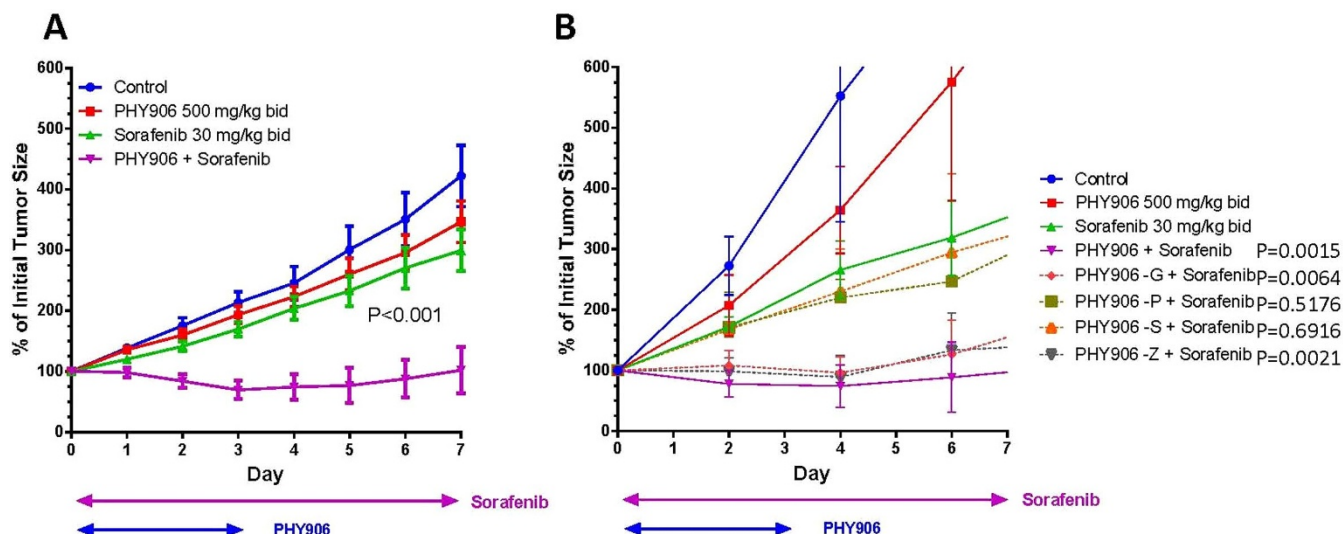 A
% of Initial Tumor Size
600
500
400
300
200
100
0
Control
PHY906 500 mg/kg bid
Sorafenib 30 mg/kg bid
PHY906 + Sorafenib
P<0.001
0 1 2 3 4 5 6 7
Day
Sorafenib
PHY906
B
% of Initial Tumor Size
600
500
400
300
200
100
0
0 1 2 3 4 5 6 7
Day
Sorafenib
PHY906
Control
PHY906 500 mg/kg bid
Sorafenib 30 mg/kg bid
PHY906 + Sorafenib P=0.0015
PHY906 -G + Sorafenib P=0.0064
PHY906 -P + Sorafenib P=0.5176
PHY906 -S + Sorafenib P=0.6916
PHY906 -Z + Sorafenib P=0.0021